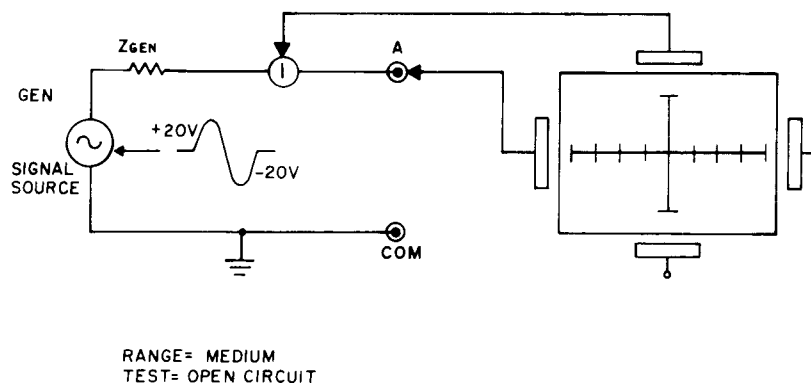 ZGEN
A
GEN
I
+20V
-20V
SIGNAL
SOURCE
COM
RANGE= MEDIUM
TEST= OPEN CIRCUIT